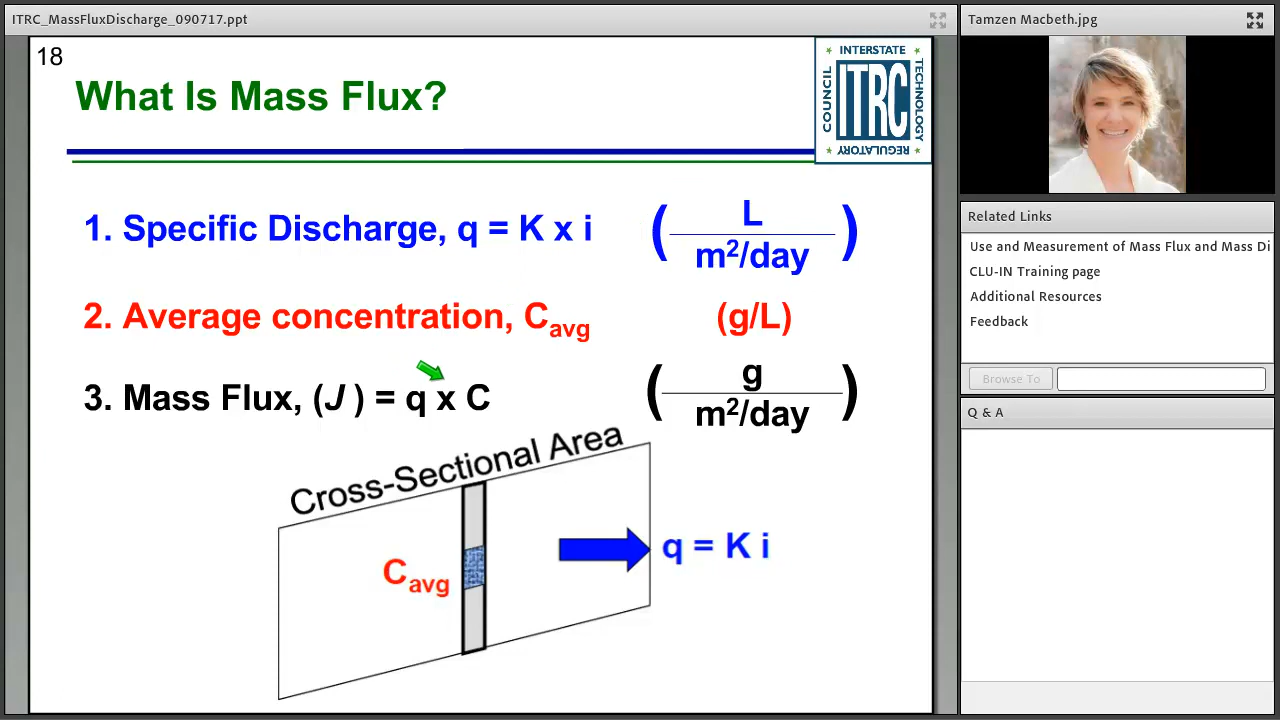 ITRC_MassFluxDischarge_090717.ppt
18
What Is Mass Flux?
INTERSTATE
COUNCIL
ITRC
TECHNOLOGY
REGULATORY
1. Specific Discharge, q = K x i
( L
m²/day )
2. Average concentration, Cavg
(g/L)
3. Mass Flux, (J ) = q x C
( g
m²/day )
Cross-Sectional Area
Cavg
q = K i
Tamzen Macbeth.jpg
Related Links
Use and Measurement of Mass Flux and Mass Di
CLU-IN Training page
Additional Resources
Feedback
Browse To
Q & A